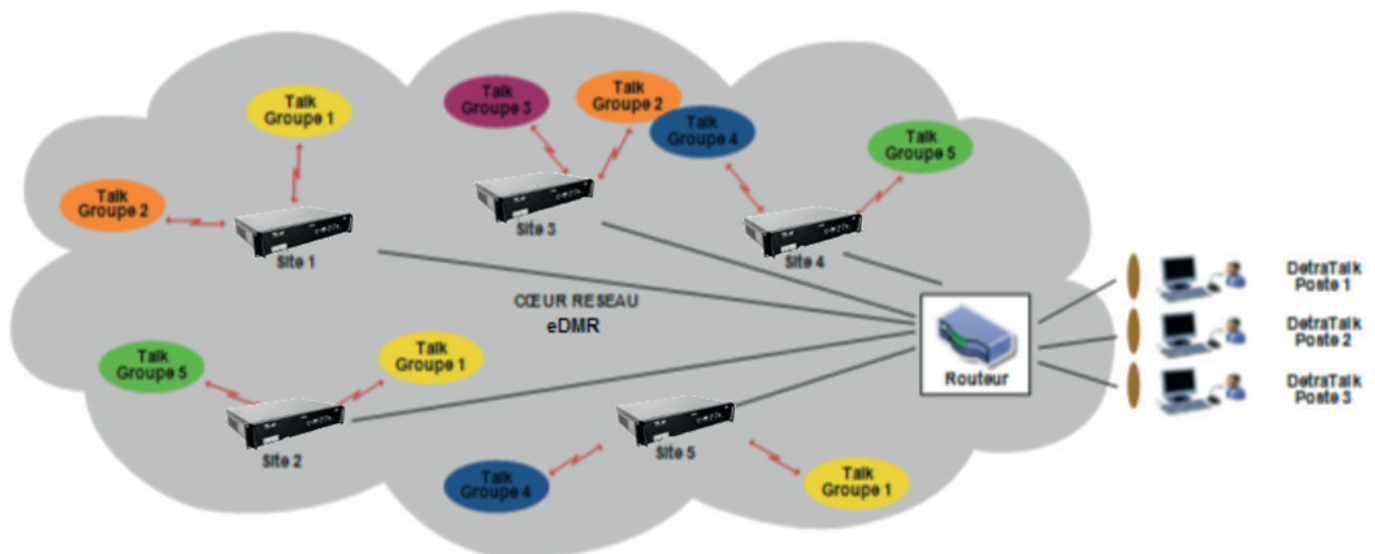 Talk
Groupe 1
Talk
Groupe 2
Site 1
Talk
Groupe 3
Talk
Groupe 2
Talk
Groupe 4
Talk
Groupe 5
Site 3
Site 4
CŒUR RESEAU
eDMR
Routeur
DetraTalk
Poste 1
DetraTalk
Poste 2
DetraTalk
Poste 3
Talk
Groupe 5
Talk
Groupe 1
Site 2
Site 5
Talk
Groupe 4
Talk
Groupe 1